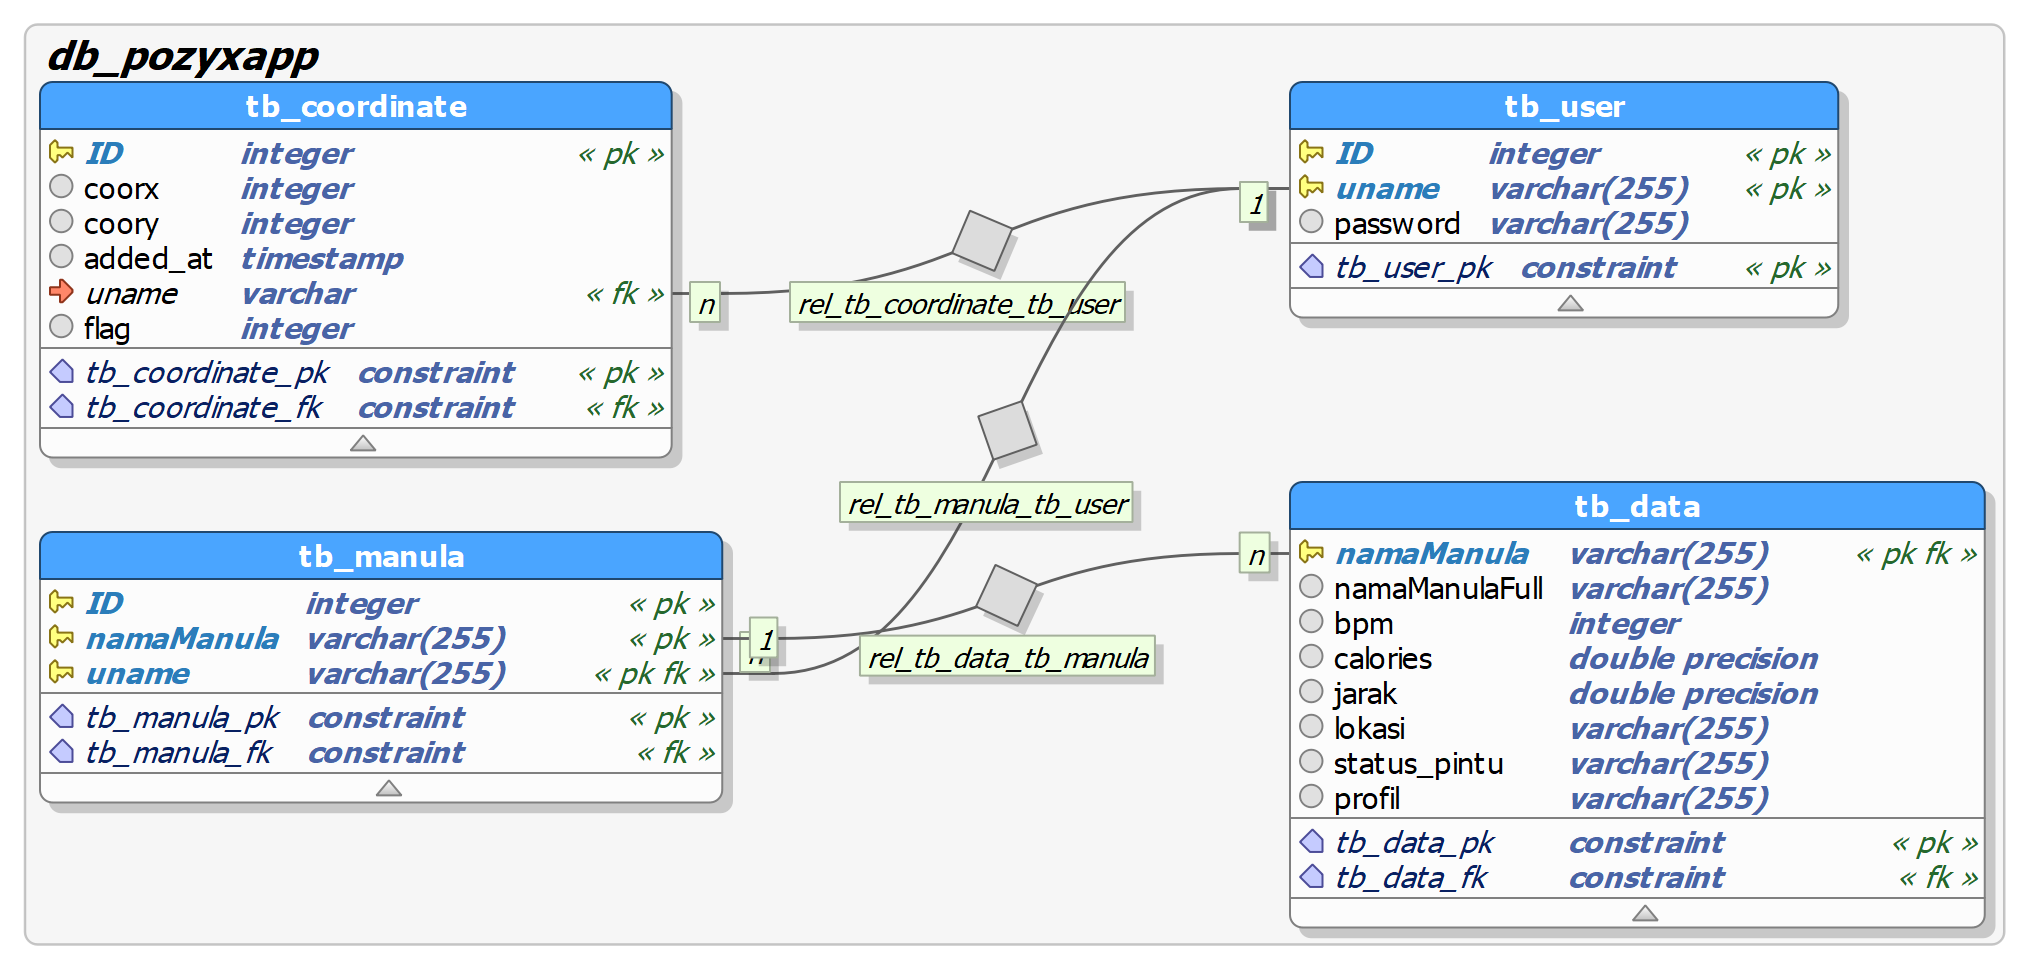 db_pozyxapp
tb_coordinate
ID integer « pk »
coorx integer
coory integer
added_at timestamp
uname varchar « fk »
flag integer
tb_coordinate_pk constraint « pk »
tb_coordinate_fk constraint « fk »
tb_user
ID integer « pk »
uname varchar(255) « pk »
password varchar(255)
tb_user_pk constraint « pk »
n
rel_tb_coordinate_tb_user
1
rel_tb_manula_tb_user
tb_manula
ID integer « pk »
namaManula varchar(255) « pk »
uname varchar(255) « pk fk »
tb_manula_pk constraint « pk »
tb_manula_fk constraint « fk »
1
n
rel_tb_data_tb_manula
n
tb_data
namaManula varchar(255) « pk fk »
namaManulaFull varchar(255)
bpm integer
calories double precision
jarak double precision
lokasi varchar(255)
status_pintu varchar(255)
profil varchar(255)
tb_data_pk constraint « pk »
tb_data_fk constraint « fk »